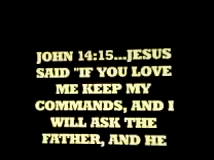 JOHN 14:15...JESUS
SAID "IF YOU LOVE
ME KEEP MY
COMMANDS, AND I
WILL ASK THE
FATHER, AND HE